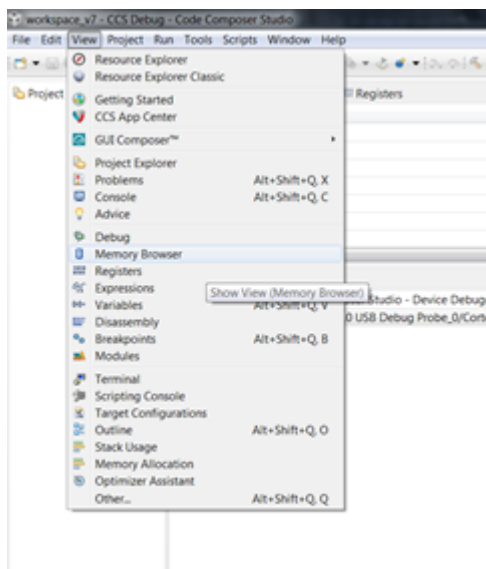 workspace_v7 - CCS Debug - Code Composer Studio
File Edit View Project Run Tools Scripts Window Help
Project
Registers
Resource Explorer
Resource Explorer Classic
Getting Started
CCS App Center
GUI Composer™
Project Explorer
Problems Alt+Shift+Q, X
Console Alt+Shift+Q, C
Advice
Debug
Memory Browser
Registers
Expressions
Show View (Memory Browser)
Variables Alt+Shift+Q, V
Studio - Device Debug
Disassembly
0 USB Debug Probe_0/Cort
Breakpoints Alt+Shift+Q, B
Modules
Terminal
Scripting Console
Target Configurations
Outline Alt+Shift+Q, O
Stack Usage
Memory Allocation
Optimizer Assistant
Other... Alt+Shift+Q, Q